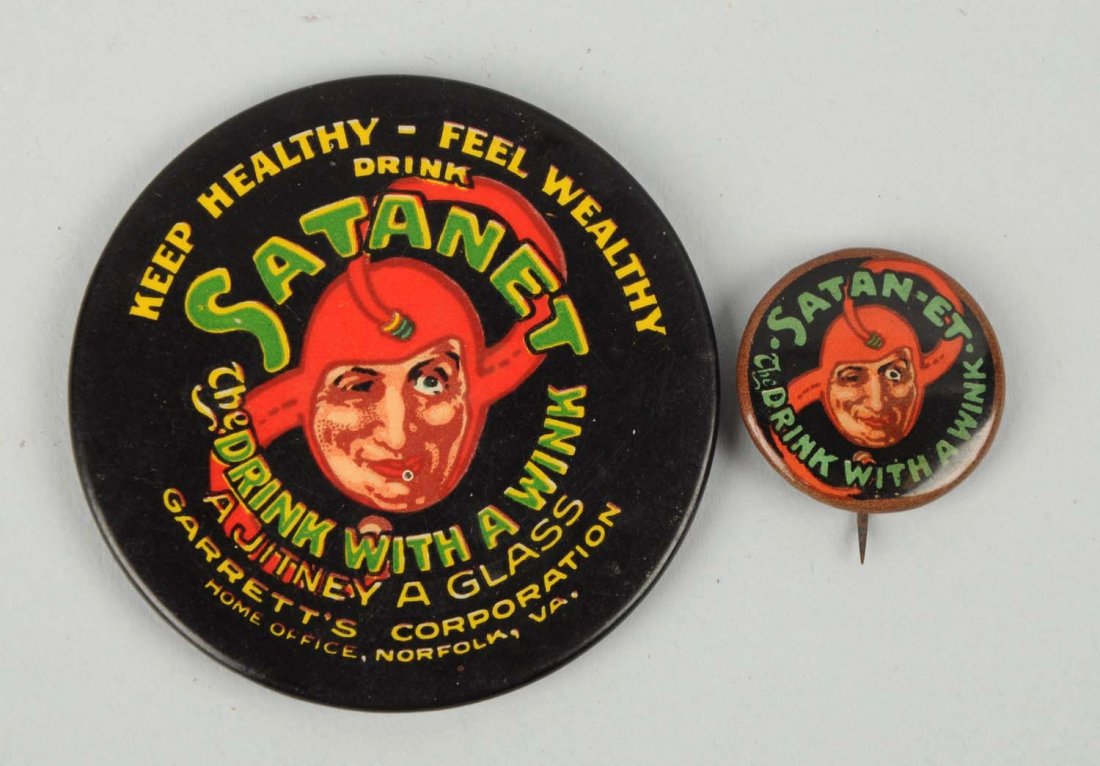 KEEP HEALTHY - FEEL WEALTHY
DRINK
SATANET
The DRINK WITH A WINK
A JITNEY A GLASS
GARRETT'S CORPORATION
HOME OFFICE, NORFOLK, VA.
·SATAN-ET·
The DRINK WITH A WINK